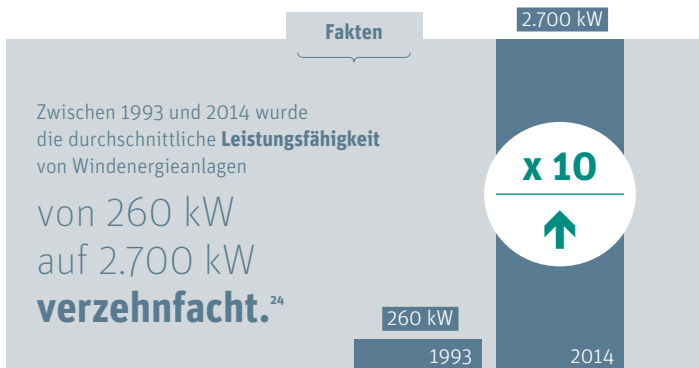 Fakten
Zwischen 1993 und 2014 wurde
die durchschnittliche Leistungsfähigkeit
von Windenergieanlagen
von 260 kW
auf 2.700 kW
verzehnfacht.²⁴
260 kW
1993
2.700 kW
x 10
2014